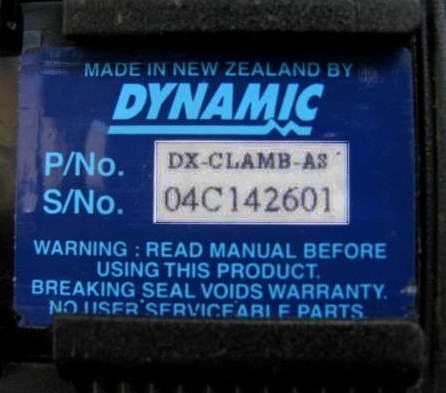 MADE IN NEW ZEALAND BY
DYNAMIC
P/No. DX-CLAMB-AS
S/No. 04C142601
WARNING : READ MANUAL BEFORE
USING THIS PRODUCT.
BREAKING SEAL VOIDS WARRANTY.
NO USER SERVICEABLE PARTS.